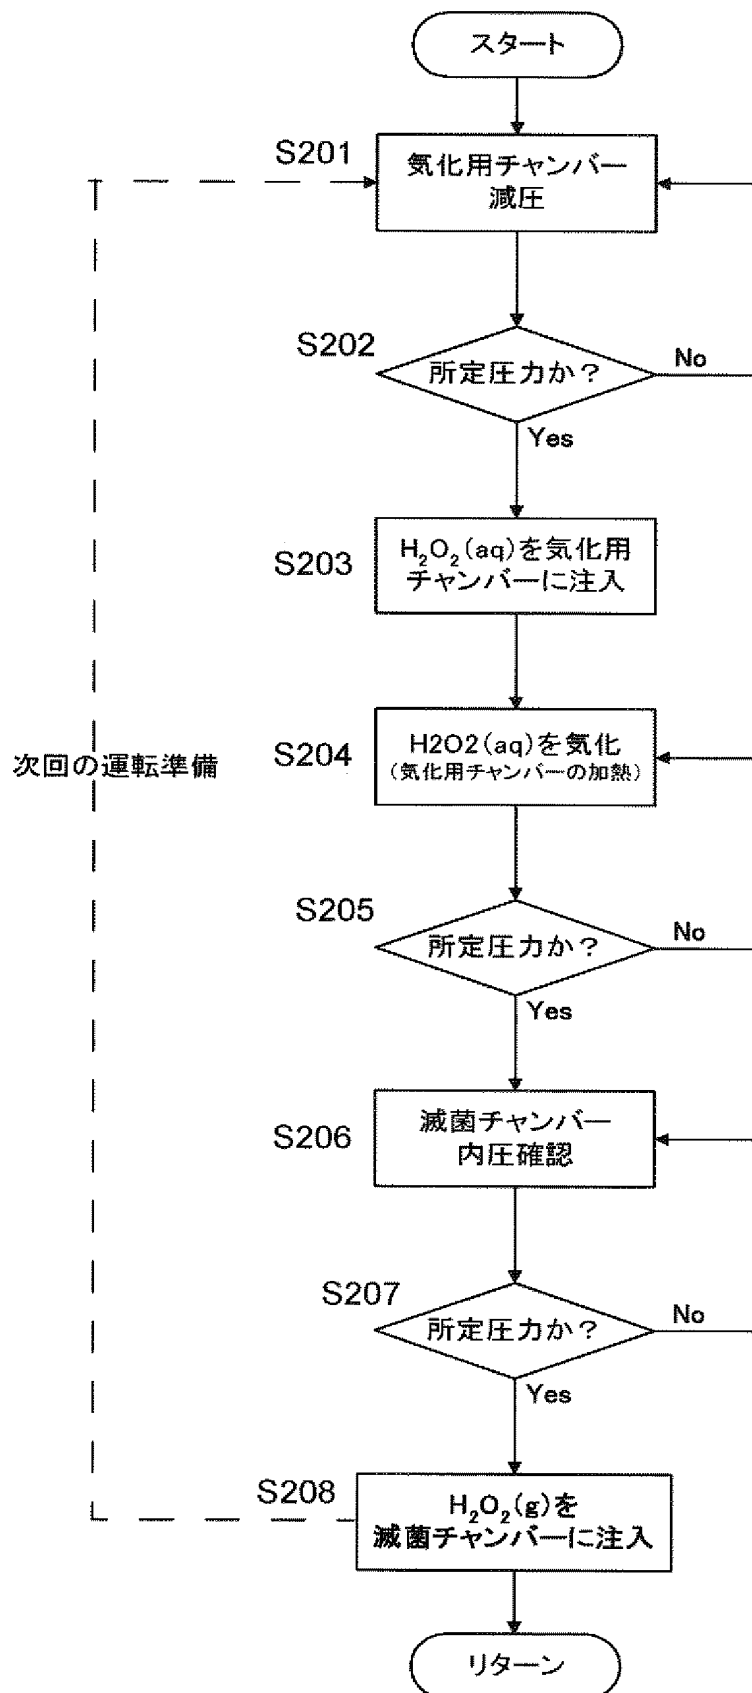 スタート
S201
気化用チャンバー
減圧
S202
所定圧力か？
No
Yes
S203
H₂O₂(aq)を気化用
チャンバーに注入
S204
H2O2(aq)を気化
(気化用チャンバーの加熱)
次回の運転準備
S205
所定圧力か？
No
Yes
S206
滅菌チャンバー
内圧確認
S207
所定圧力か？
No
Yes
S208
H₂O₂(g)を
滅菌チャンバーに注入
リターン